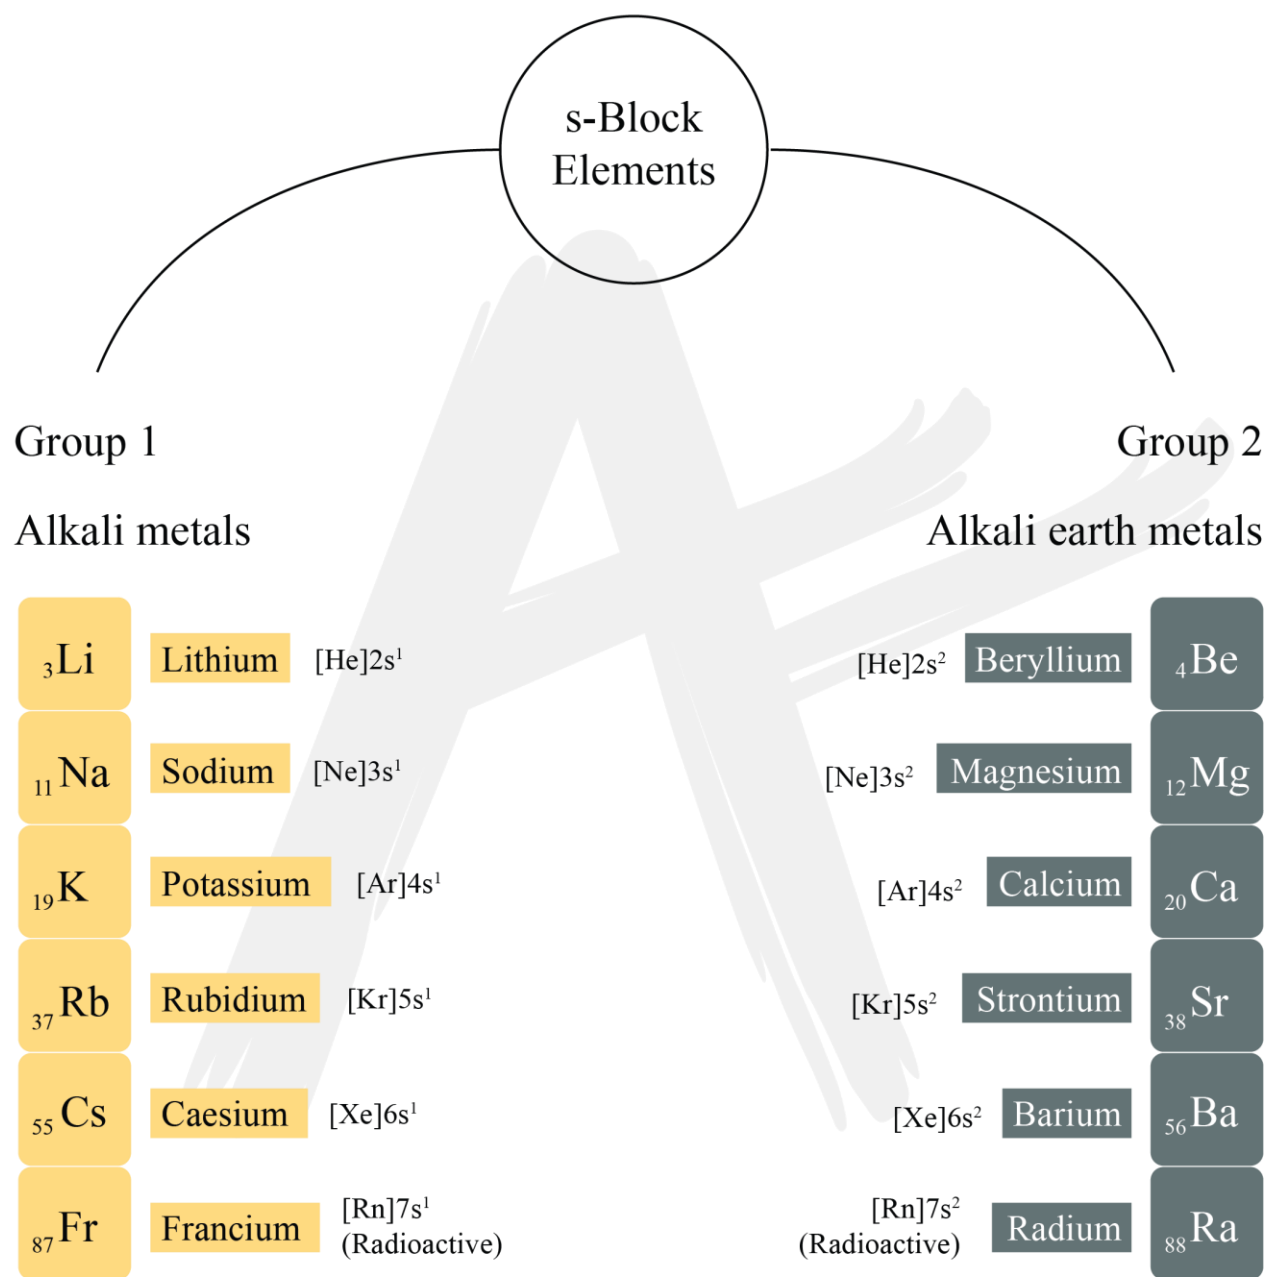 s-Block
Elements
Group 1
Group 2
Alkali metals
Alkali earth metals
₃Li Lithium [He]2s¹
[He]2s² Beryllium ₄Be
₁₁Na Sodium [Ne]3s¹
[Ne]3s² Magnesium ₁₂Mg
₁₉K Potassium [Ar]4s¹
[Ar]4s² Calcium ₂₀Ca
₃₇Rb Rubidium [Kr]5s¹
[Kr]5s² Strontium ₃₈Sr
₅₅Cs Caesium [Xe]6s¹
[Xe]6s² Barium ₅₆Ba
₈₇Fr Francium [Rn]7s¹
(Radioactive)
[Rn]7s² Radium ₈₈Ra
(Radioactive)